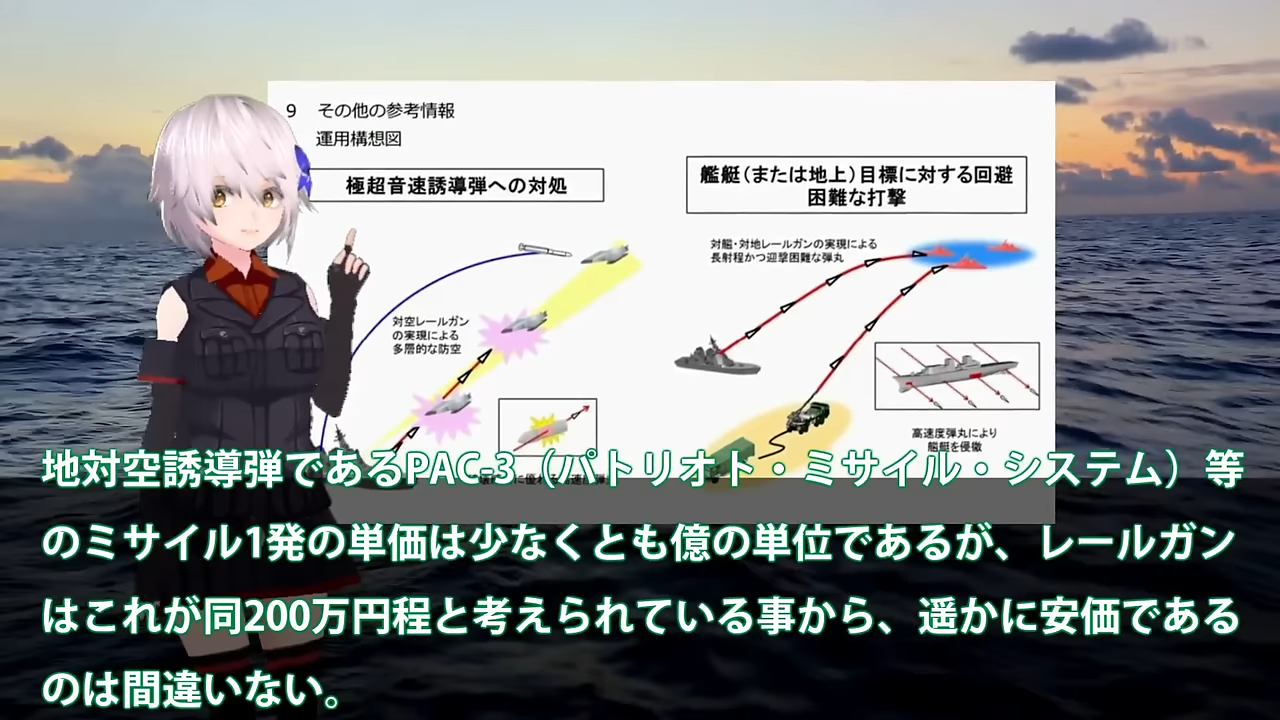 9 その他の参考情報
運用構想図
極超音速誘導弾への対処
艦艇（または地上）目標に対する回避
困難な打撃
対艦・対地レールガンの実現による
長射程かつ迎撃困難な弾丸
対空レールガン
の実現による
多層的な防空
高速度弾丸により
艦艇を侵徹
地対空誘導弾であるPAC-3（パトリオト・ミサイル・システム）等
のミサイル1発の単価は少なくとも億の単位であるが、レールガン
はこれが同200万円程と考えられている事から、遥かに安価である
のは間違いない。